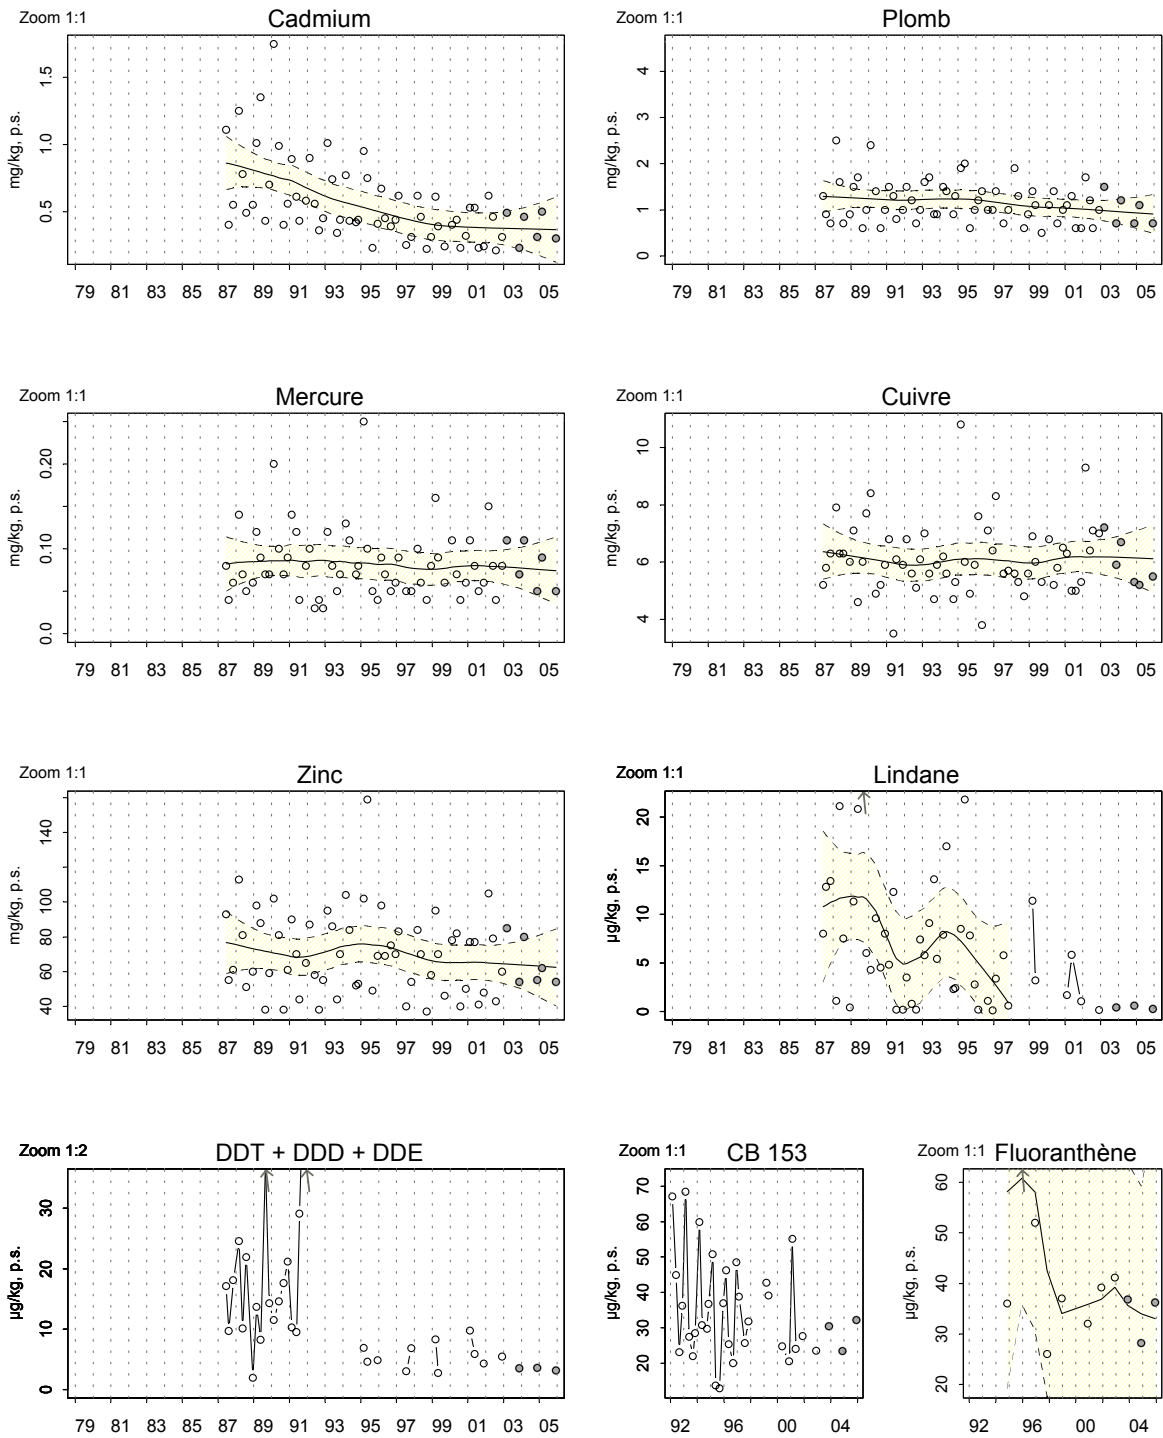 Zoom 1:1 Cadmium
mg/kg, p.s.
1.5
1.0
0.5
79 81 83 85 87 89 91 93 95 97 99 01 03 05
Zoom 1:1 Plomb
mg/kg, p.s.
4
3
2
1
0
79 81 83 85 87 89 91 93 95 97 99 01 03 05
Zoom 1:1 Mercure
mg/kg, p.s.
0.20
0.10
0.0
79 81 83 85 87 89 91 93 95 97 99 01 03 05
Zoom 1:1 Cuivre
mg/kg, p.s.
10
8
6
4
79 81 83 85 87 89 91 93 95 97 99 01 03 05
Zoom 1:1 Zinc
mg/kg, p.s.
140
100
80
60
40
79 81 83 85 87 89 91 93 95 97 99 01 03 05
Zoom 1:1 Lindane
µg/kg, p.s.
20
15
10
5
0
79 81 83 85 87 89 91 93 95 97 99 01 03 05
Zoom 1:2 DDT + DDD + DDE
µg/kg, p.s.
30
20
10
0
79 81 83 85 87 89 91 93 95 97 99 01 03 05
Zoom 1:1 CB 153
µg/kg, p.s.
70
60
50
40
30
20
92 96 00 04
Zoom 1:1 Fluoranthène
µg/kg, p.s.
60
50
40
30
20
92 96 00 04